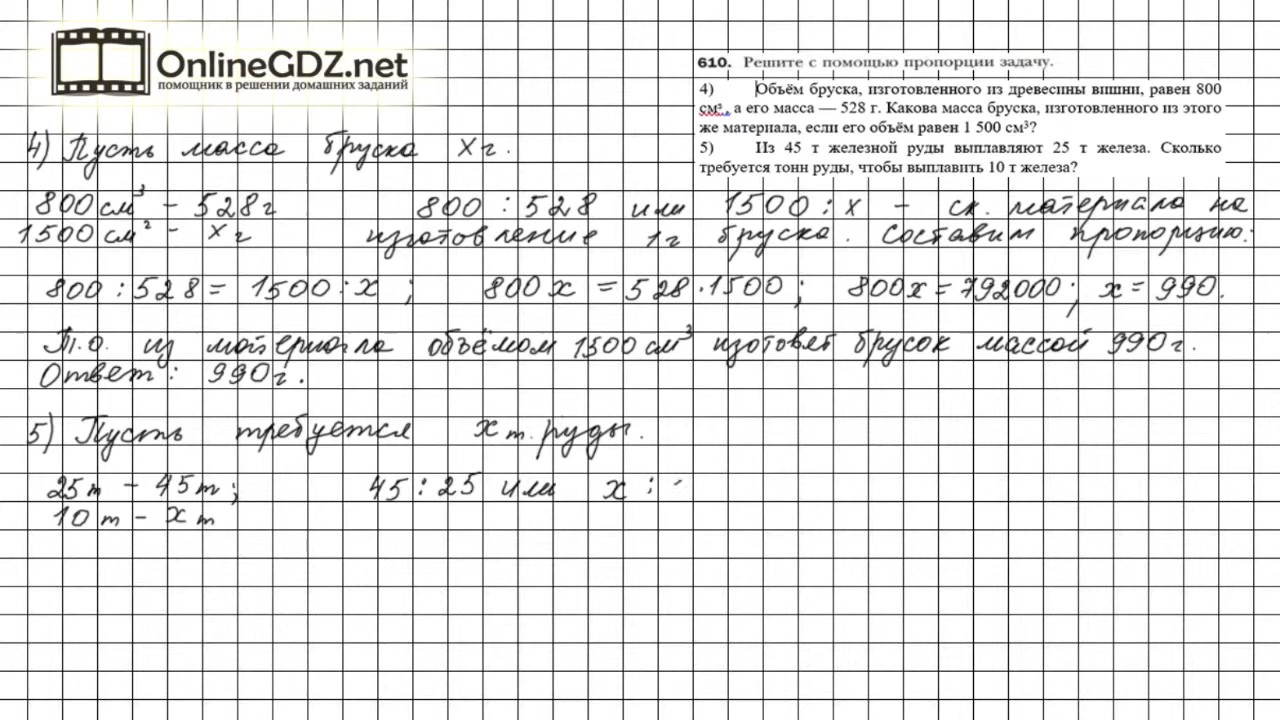 OnlineGDZ.net
помощник в решении домашних заданий
610. Решите с помощью пропорции задачу.
4) Объём бруска, изготовленного из древесины вишни, равен 800
см³, а его масса — 528 г. Какова масса бруска, изготовленного из этого
же материала, если его объём равен 1 500 см³?
5) Из 45 т железной руды выплавляют 25 т железа. Сколько
требуется тонн руды, чтобы выплавить 10 т железа?
4) Пусть масса бруска x г.
800 см³ - 528 г 800 : 528 или 1500 : x - ск. материала на
1500 см² - x г изготовление 1 г бруска. Составим пропорцию:
800 : 528 = 1500 : x ; 800x = 528 · 1500 ; 800x = 792000 ; x = 990.
Т.о. из материала объёмом 1500 см³ изготовят брусок массой 990 г.
Ответ: 990 г.
5) Пусть требуется x т. руды.
25 т - 45 т ; 45 : 25 или x :
10 т - x т